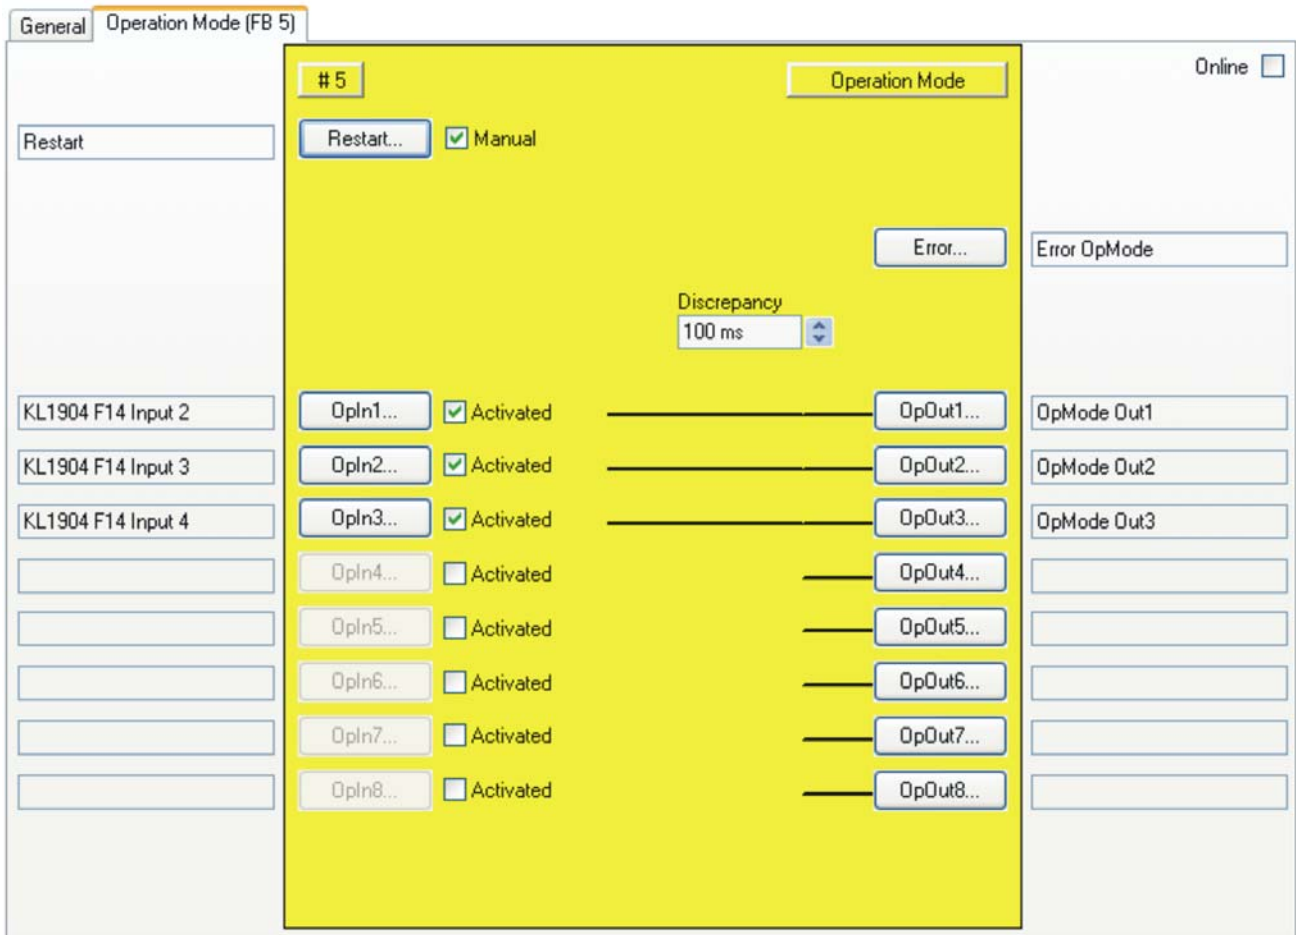 General
Operation Mode (FB 5)
# 5
Operation Mode
Online
Restart
Restart...
Manual
Error...
Error OpMode
Discrepancy
100 ms
KL1904 F14 Input 2
OpIn1...
Activated
OpOut1...
OpMode Out1
KL1904 F14 Input 3
OpIn2...
Activated
OpOut2...
OpMode Out2
KL1904 F14 Input 4
OpIn3...
Activated
OpOut3...
OpMode Out3
OpIn4...
Activated
OpOut4...
OpIn5...
Activated
OpOut5...
OpIn6...
Activated
OpOut6...
OpIn7...
Activated
OpOut7...
OpIn8...
Activated
OpOut8...